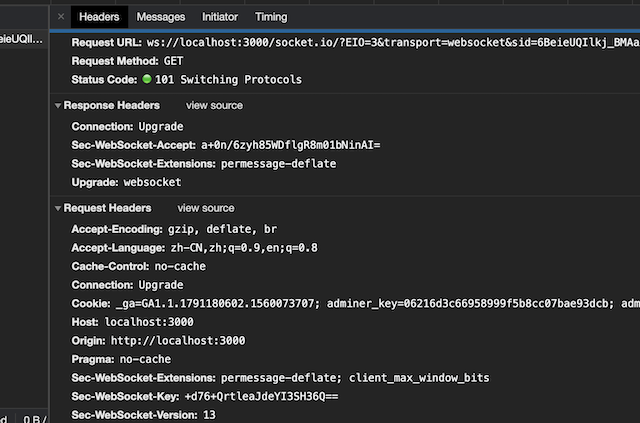 × Headers Messages Initiator Timing
Request URL: ws://localhost:3000/socket.io/?EIO=3&transport=websocket&sid=6BeieUQIlkj_BMAa
eieUQIl...
Request Method: GET
Status Code: 101 Switching Protocols
Response Headers view source
Connection: Upgrade
Sec-WebSocket-Accept: a+0n/6zyh85WDflgR8m01bNinAI=
Sec-WebSocket-Extensions: permessage-deflate
Upgrade: websocket
Request Headers view source
Accept-Encoding: gzip, deflate, br
Accept-Language: zh-CN,zh;q=0.9,en;q=0.8
Cache-Control: no-cache
Connection: Upgrade
Cookie: _ga=GA1.1.1791180602.1560073707; adminer_key=06216d3c66958999f5b8cc07bae93dcb; adm
Host: localhost:3000
Origin: http://localhost:3000
Pragma: no-cache
Sec-WebSocket-Extensions: permessage-deflate; client_max_window_bits
Sec-WebSocket-Key: +d76+QrtleaJdeYI3SH36Q==
Sec-WebSocket-Version: 13
ed 0 B /